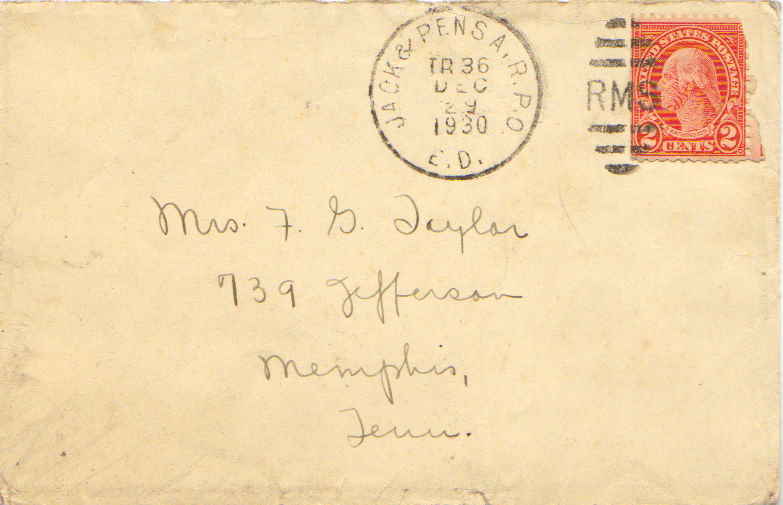 JACK & PENS A. R.P.O.
TR 36
DEC
29
1930
E.D.
RMS
UNITED STATES POSTAGE
2 CENTS 2
Mrs. F. G. Taylor
739 Jefferson
Memphis,
Tenn.